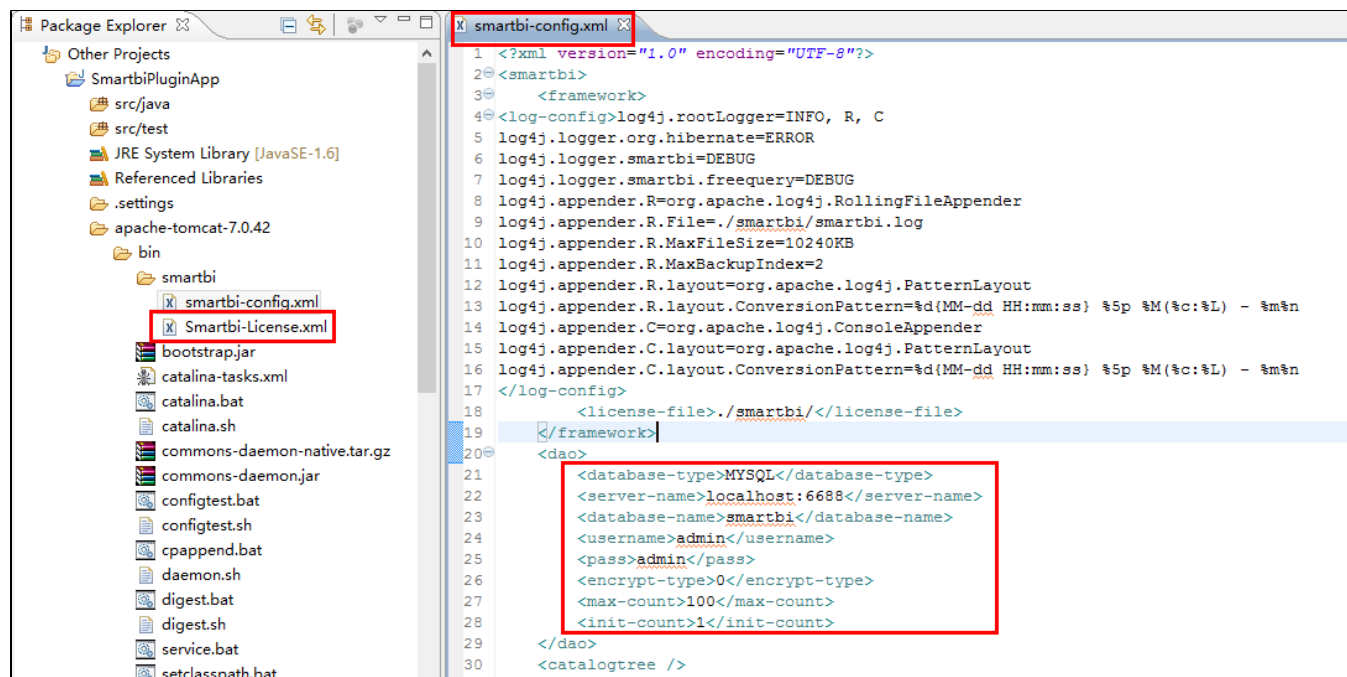 Package Explorer
Other Projects
SmartbiPluginApp
src/java
src/test
JRE System Library [JavaSE-1.6]
Referenced Libraries
.settings
apache-tomcat-7.0.42
bin
smartbi
smartbi-config.xml
Smartbi-License.xml
bootstrap.jar
catalina-tasks.xml
catalina.bat
catalina.sh
commons-daemon-native.tar.gz
commons-daemon.jar
configtest.bat
configtest.sh
cpappend.bat
daemon.sh
digest.bat
digest.sh
service.bat
setclasspath.bat
smartbi-config.xml
1 <?xml version="1.0" encoding="UTF-8"?>
2 <smartbi>
3 <framework>
4 <log-config>log4j.rootLogger=INFO, R, C
5 log4j.logger.org.hibernate=ERROR
6 log4j.logger.smartbi=DEBUG
7 log4j.logger.smartbi.freequery=DEBUG
8 log4j.appender.R=org.apache.log4j.RollingFileAppender
9 log4j.appender.R.File=./smartbi/smartbi.log
10 log4j.appender.R.MaxFileSize=10240KB
11 log4j.appender.R.MaxBackupIndex=2
12 log4j.appender.R.layout=org.apache.log4j.PatternLayout
13 log4j.appender.R.layout.ConversionPattern=%d{MM-dd HH:mm:ss} %5p %M(%c:%L) - %m%n
14 log4j.appender.C=org.apache.log4j.ConsoleAppender
15 log4j.appender.C.layout=org.apache.log4j.PatternLayout
16 log4j.appender.C.layout.ConversionPattern=%d{MM-dd HH:mm:ss} %5p %M(%c:%L) - %m%n
17 </log-config>
18 <license-file>./smartbi/</license-file>
19 </framework>
20 <dao>
21 <database-type>MYSQL</database-type>
22 <server-name>localhost:6688</server-name>
23 <database-name>smartbi</database-name>
24 <username>admin</username>
25 <pass>admin</pass>
26 <encrypt-type>0</encrypt-type>
27 <max-count>100</max-count>
28 <init-count>1</init-count>
29 </dao>
30 <catalogtree />